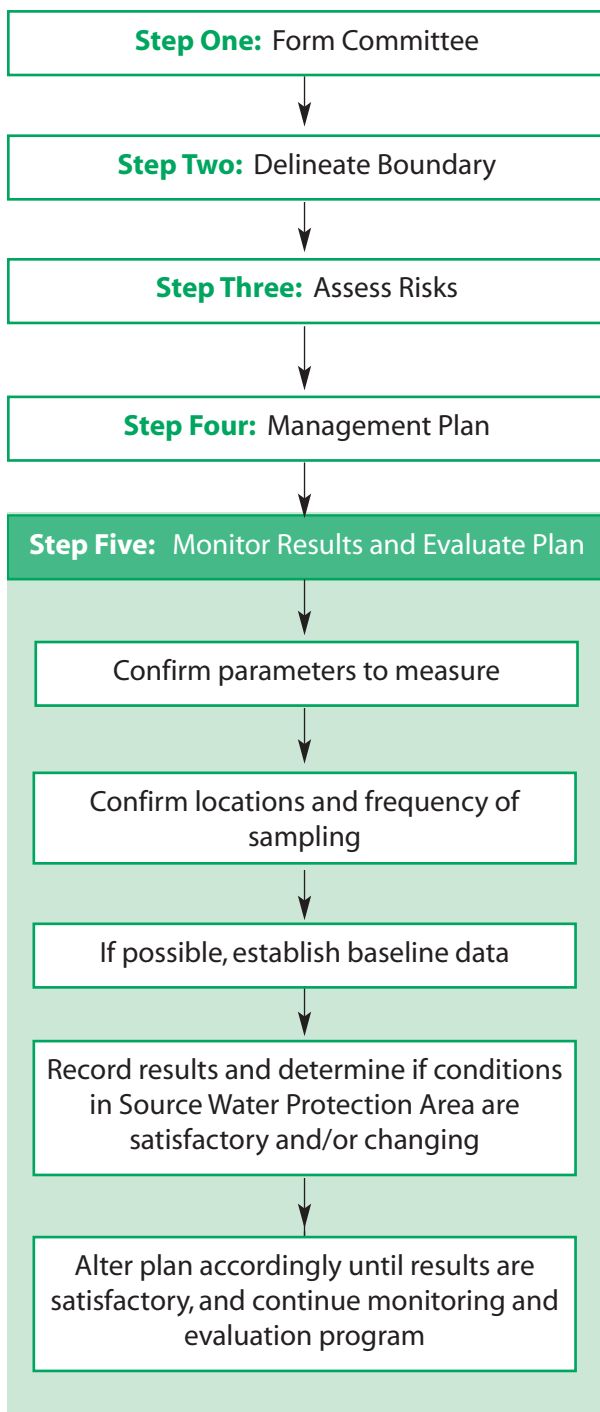 Step One: Form Committee
Step Two: Delineate Boundary
Step Three: Assess Risks
Step Four: Management Plan
Step Five: Monitor Results and Evaluate Plan
Confirm parameters to measure
Confirm locations and frequency of
sampling
If possible, establish baseline data
Record results and determine if conditions
in Source Water Protection Area are
satisfactory and/or changing
Alter plan accordingly until results are
satisfactory, and continue monitoring and
evaluation program